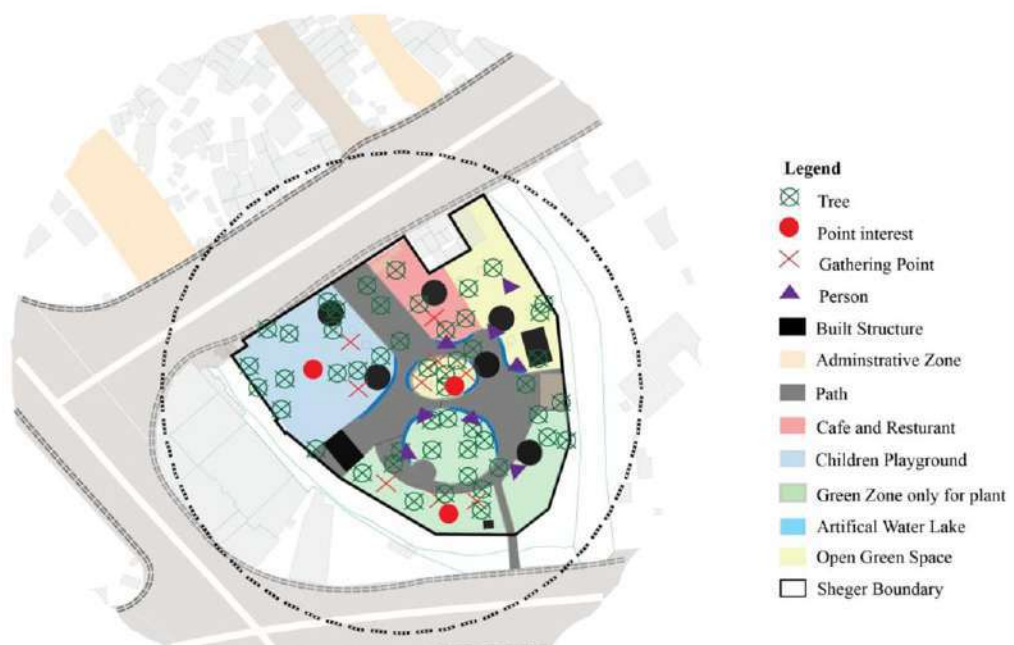 Legend
Tree
Point interest
Gathering Point
Person
Built Structure
Adminstrative Zone
Path
Cafe and Resturant
Children Playground
Green Zone only for plant
Artifical Water Lake
Open Green Space
Sheger Boundary